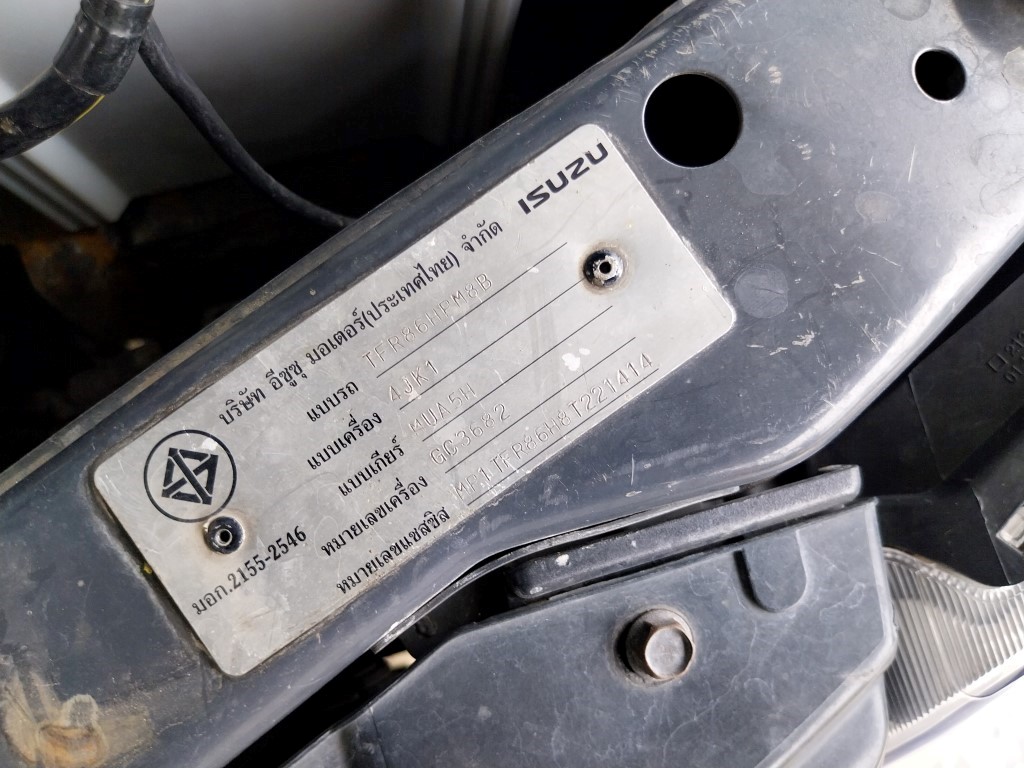 ISUZU
บริษัท อีซูซุ มอเตอร์(ประเทศไทย) จำกัด
แบบรถ TFR86HFM8B
แบบเครื่อง 4JK1
แบบเกียร์ MUA5H
หมายเลขเครื่อง GC3682
หมายเลขแชสซิส MP1TFR86H8T221414
มอก.2155-2546